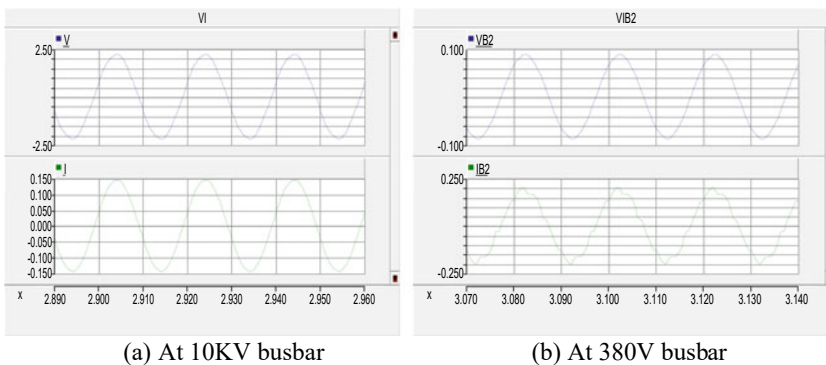 VI
V
2.50
-2.50
I
0.150
0.100
0.050
0.000
-0.050
-0.100
-0.150
x 2.890 2.900 2.910 2.920 2.930 2.940 2.950 2.960
(a) At 10KV busbar
VIB2
VB2
0.100
-0.100
IB2
0.250
-0.250
x 3.070 3.080 3.090 3.100 3.110 3.120 3.130 3.140
(b) At 380V busbar